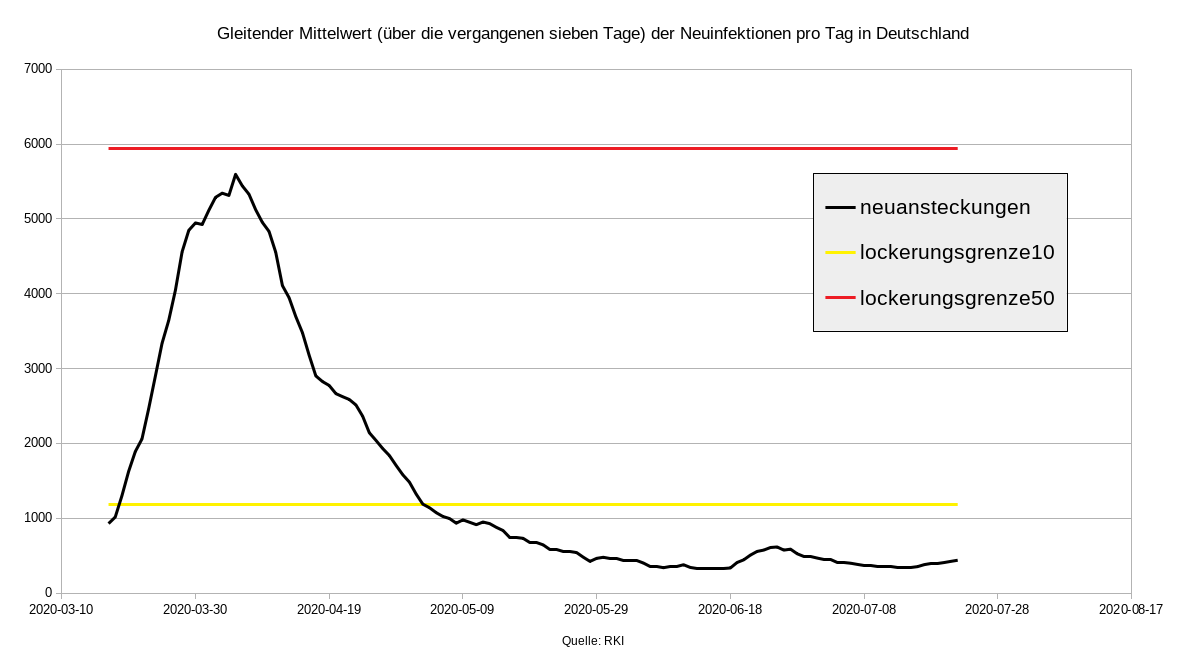 Gleitender Mittelwert (über die vergangenen sieben Tage) der Neuinfektionen pro Tag in Deutschland
7000
6000
5000
4000
3000
2000
1000
0
neuansteckungen
lockerungsgrenze10
lockerungsgrenze50
2020-03-10 2020-03-30 2020-04-19 2020-05-09 2020-05-29 2020-06-18 2020-07-08 2020-07-28 2020-08-17
Quelle: RKI